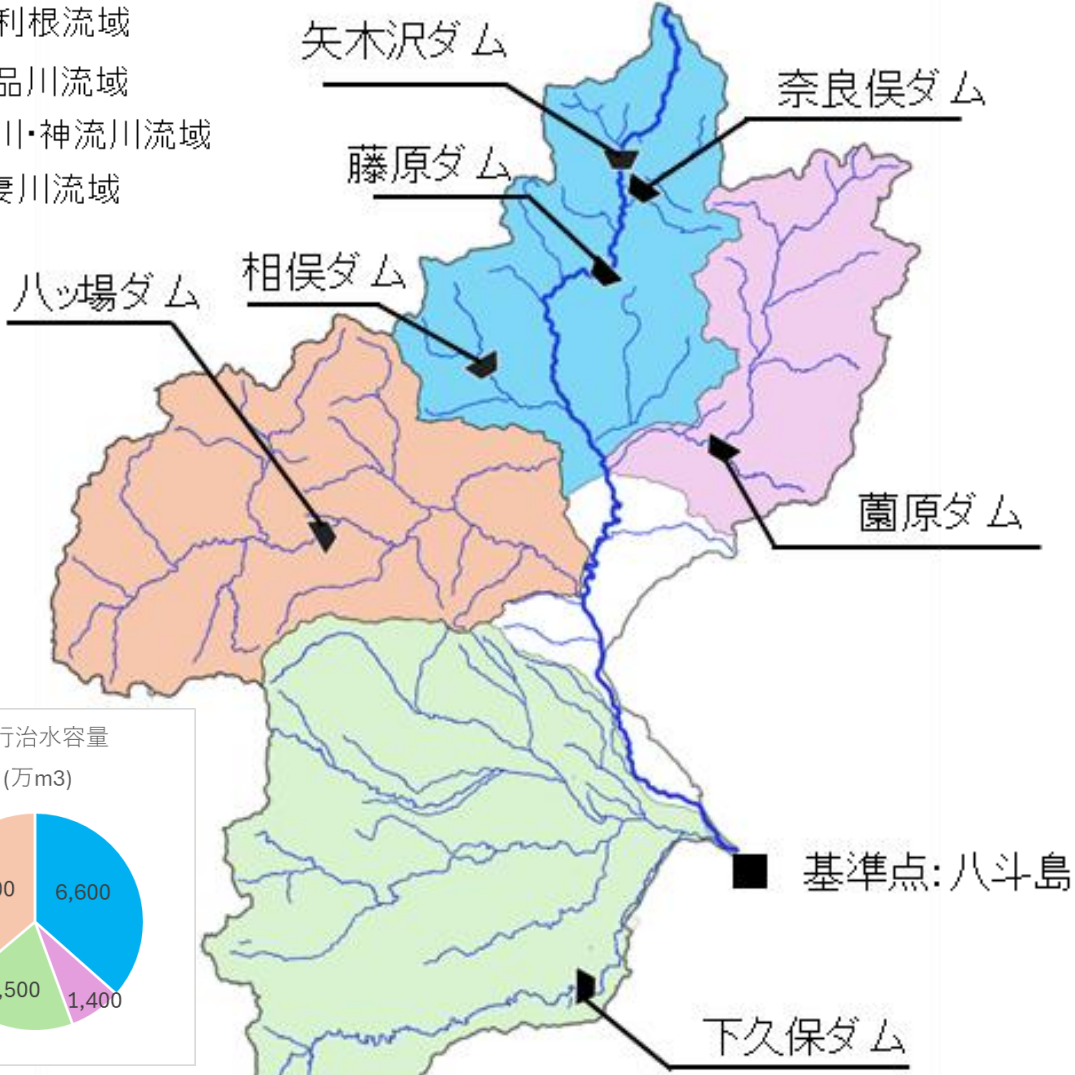 利根流域
品川流域
川・神流川流域
妻川流域
矢木沢ダム
奈良俣ダム
藤原ダム
相俣ダム
八ッ場ダム
薗原ダム
行治水容量
(万m3)
00
6,600
,500
1,400
基準点:八斗島
下久保ダム